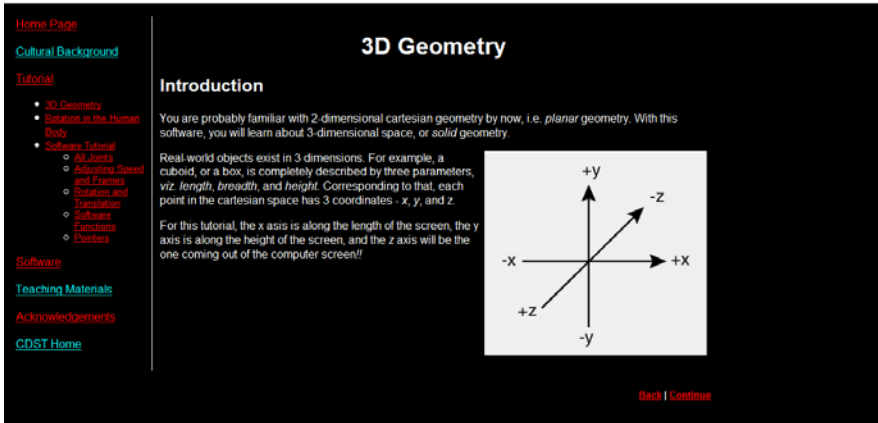 Home Page
Cultural Background
Tutorial
3D Geometry
Rotation in the Human
Body
Software Tutorial
All Joints
Adjusting Speed
and Frames
Rotation and
Translation
Software
Functions
Pointers
Software
Teaching Materials
Acknowledgements
CDST Home
3D Geometry
Introduction
You are probably familiar with 2-dimensional cartesian geometry by now, i.e. planar geometry. With this
software, you will learn about 3-dimensional space, or solid geometry.
Real-world objects exist in 3 dimensions. For example, a
cuboid, or a box, is completely described by three parameters,
viz. length, breadth, and height. Corresponding to that, each
point in the cartesian space has 3 coordinates - x, y, and z.
For this tutorial, the x asis is along the length of the screen, the y
axis is along the height of the screen, and the z axis will be the
one coming out of the computer screen!!
+y
-z
-x
+x
+z
-y
Back | Continue